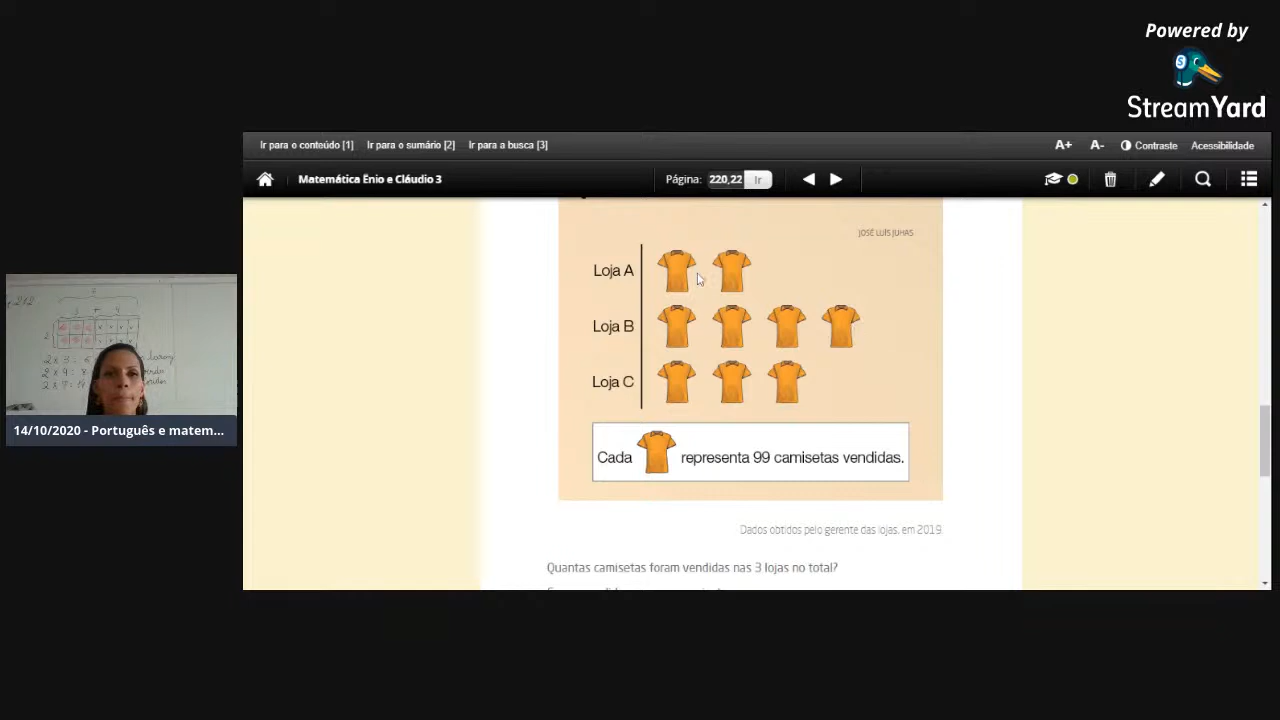 Powered by
StreamYard
Ir para o conteúdo [1] Ir para o sumário [2] Ir para a busca [3] A+ A- Contraste Acessibilidade
Matemática Ênio e Cláudio 3 Página: 220,22 Ir
JOSÉ LUÍS JUHAS
Loja A
Loja B
Loja C
Cada representa 99 camisetas vendidas.
Dados obtidos pelo gerente das lojas, em 2019
Quantas camisetas foram vendidas nas 3 lojas no total?
2 x 3 =
14/10/2020 - Português e matem...